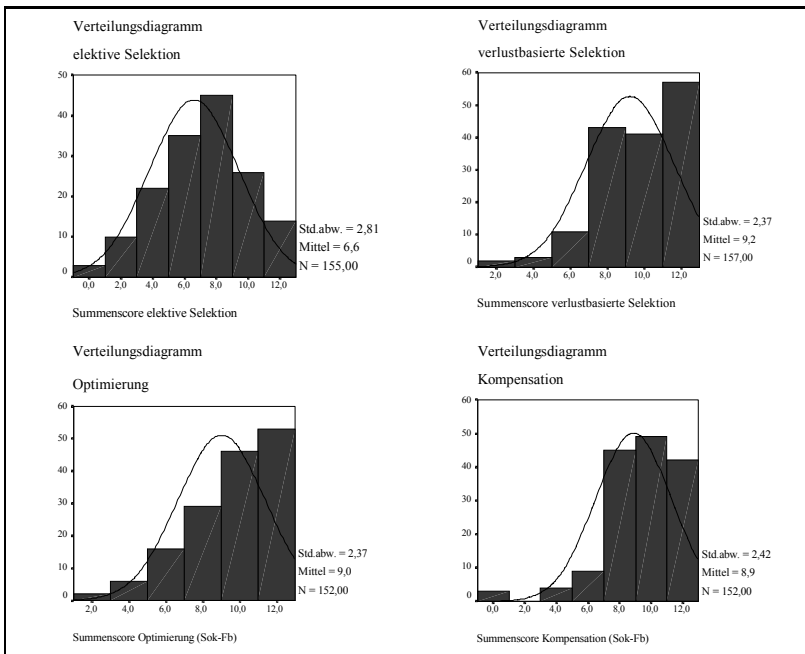 Verteilungsdiagramm
elektive Selektion
50
40
30
20
10
0
0,0 2,0 4,0 6,0 8,0 10,0 12,0
Std.abw. = 2,81
Mittel = 6,6
N = 155,00
Summenscore elektive Selektion
Verteilungsdiagramm
verlustbasierte Selektion
60
50
40
30
20
10
0
2,0 4,0 6,0 8,0 10,0 12,0
Std.abw. = 2,37
Mittel = 9,2
N = 157,00
Summenscore verlustbasierte Selektion
Verteilungsdiagramm
Optimierung
60
50
40
30
20
10
0
2,0 4,0 6,0 8,0 10,0 12,0
Std.abw. = 2,37
Mittel = 9,0
N = 152,00
Summenscore Optimierung (Sok-Fb)
Verteilungsdiagramm
Kompensation
60
50
40
30
20
10
0
0,0 2,0 4,0 6,0 8,0 10,0 12,0
Std.abw. = 2,42
Mittel = 8,9
N = 152,00
Summenscore Kompensation (Sok-Fb)